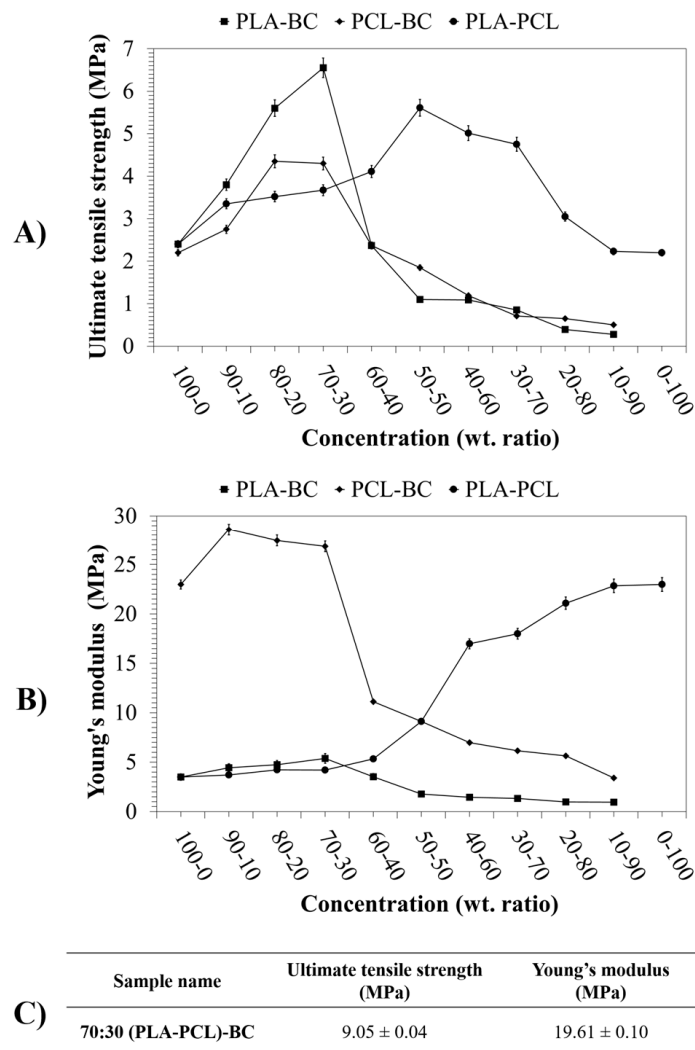 PLA-BC PCL-BC PLA-PCL
A)
Ultimate tensile strength (MPa)
7
6
5
4
3
2
1
0
100-0 90-10 80-20 70-30 60-40 50-50 40-60 30-70 20-80 10-90 0-100
Concentration (wt. ratio)
PLA-BC PCL-BC PLA-PCL
B)
Young's modulus (MPa)
30
25
20
15
10
5
0
100-0 90-10 80-20 70-30 60-40 50-50 40-60 30-70 20-80 10-90 0-100
Concentration (wt. ratio)
C)
Sample name Ultimate tensile strength (MPa) Young’s modulus (MPa)
70:30 (PLA-PCL)-BC 9.05 ± 0.04 19.61 ± 0.10